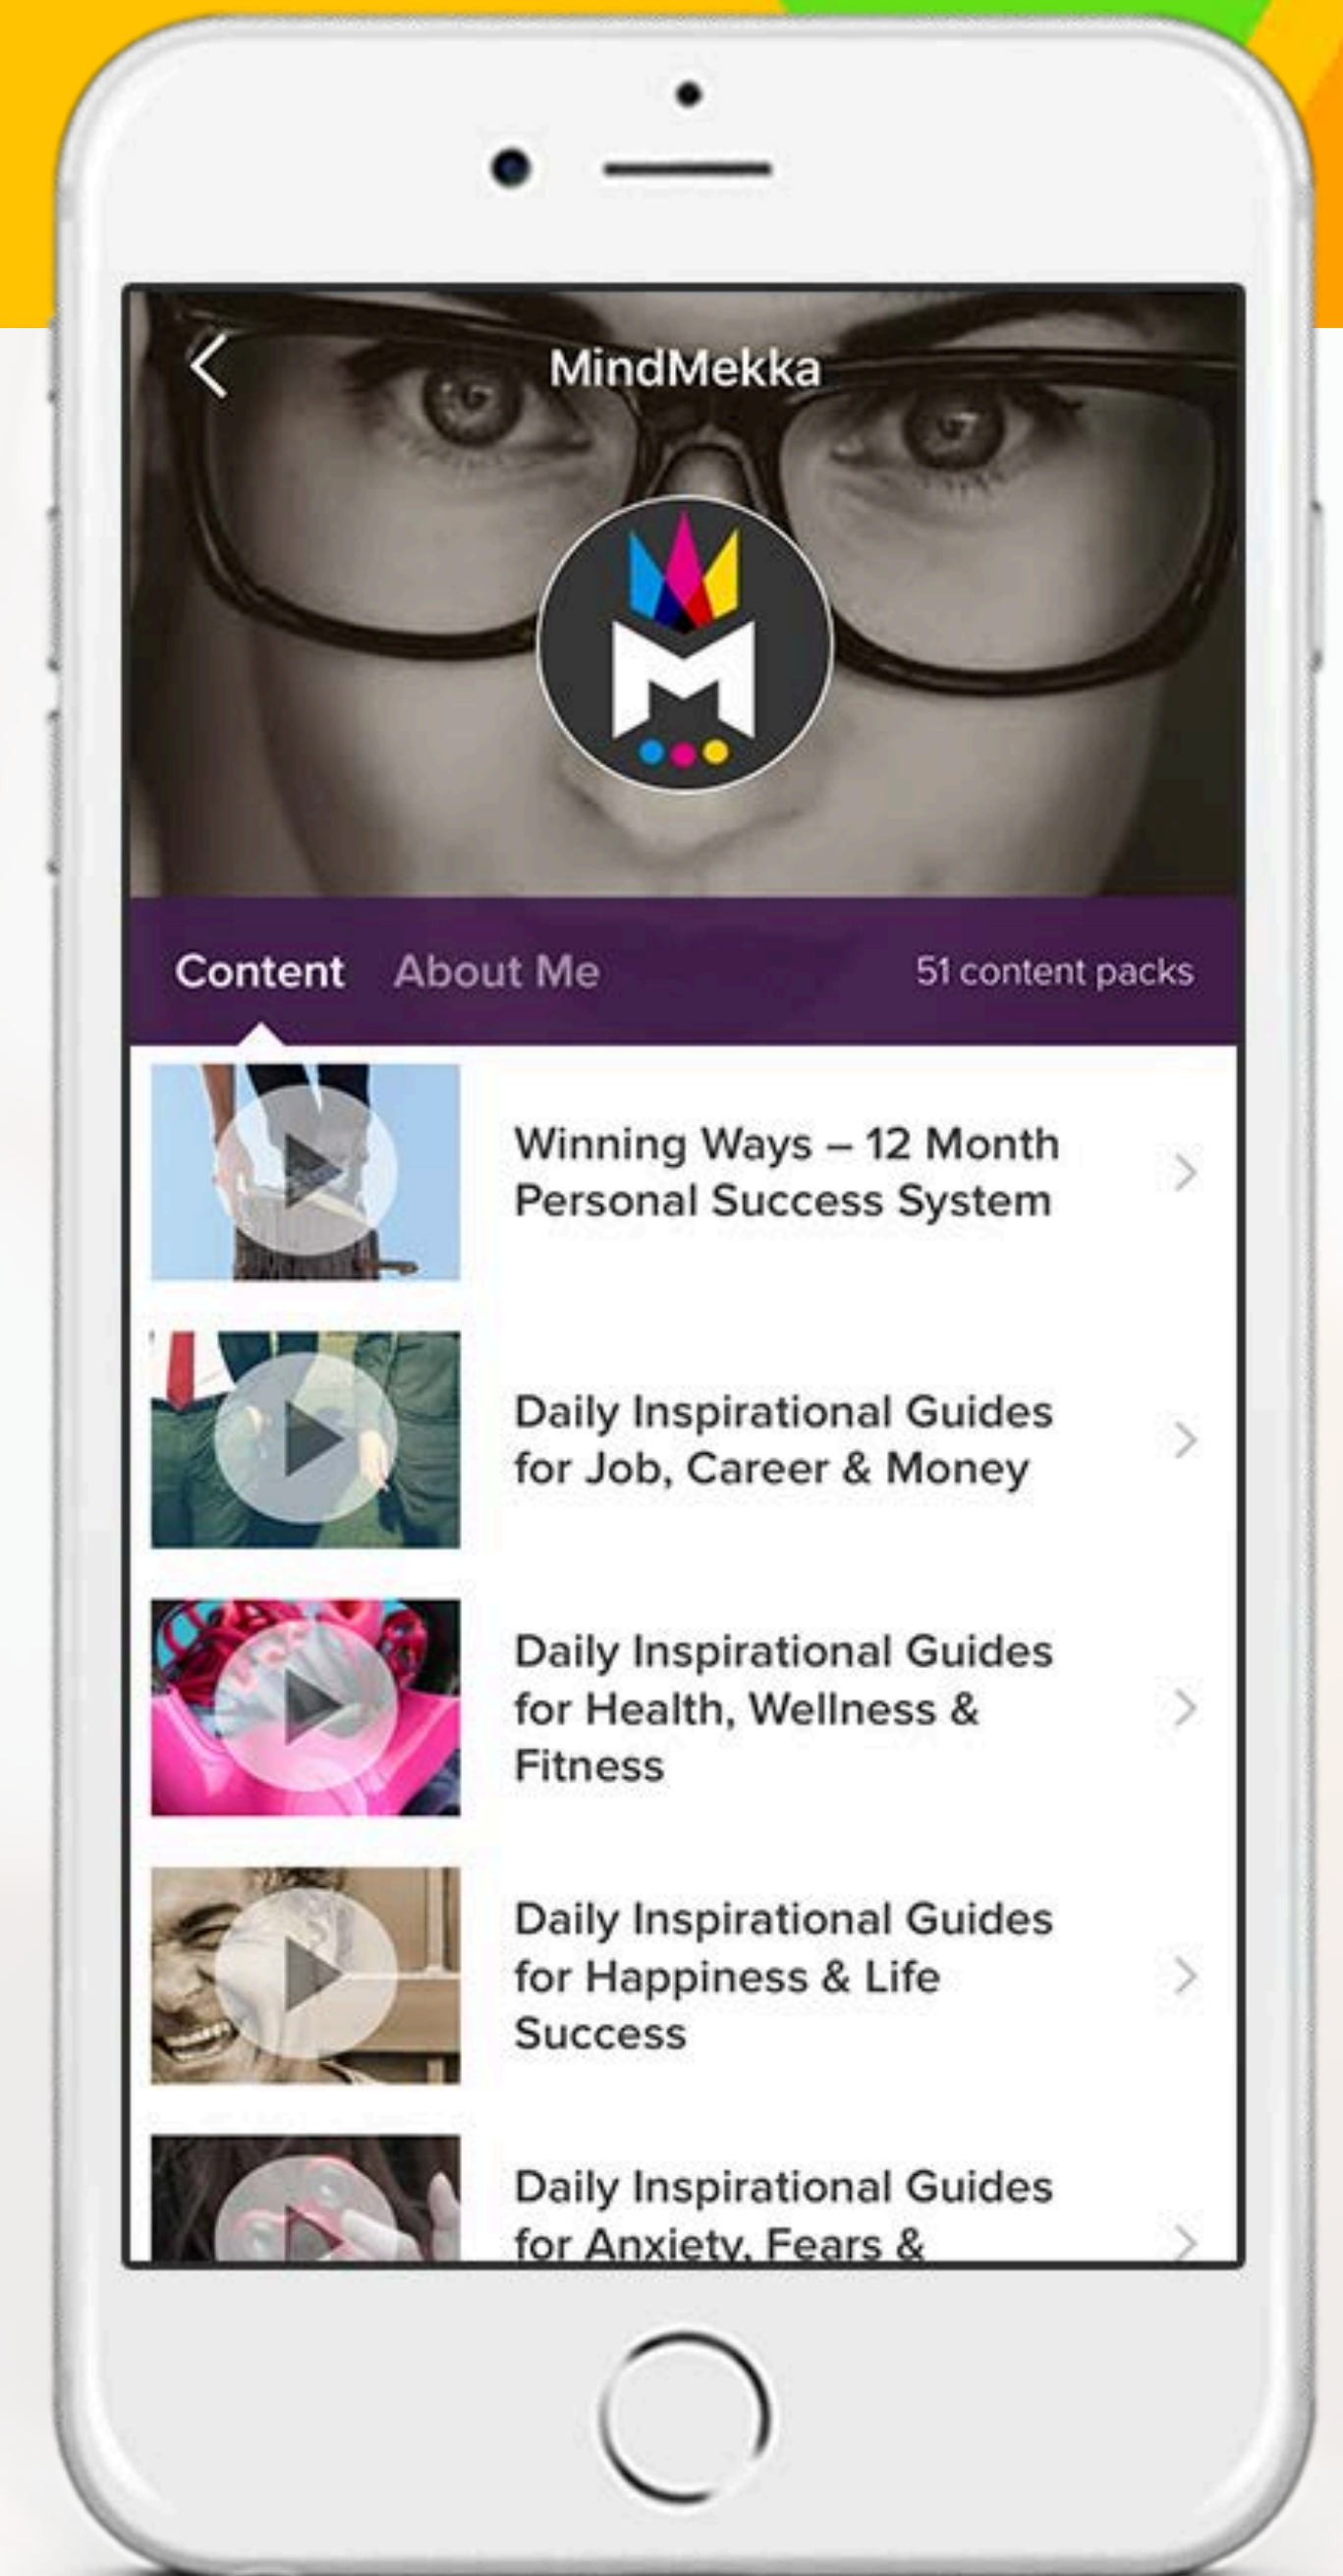 MindMekka
M
Content About Me 51 content packs
Winning Ways – 12 Month
Personal Success System
Daily Inspirational Guides
for Job, Career & Money
Daily Inspirational Guides
for Health, Wellness &
Fitness
Daily Inspirational Guides
for Happiness & Life
Success
Daily Inspirational Guides
for Anxiety, Fears &